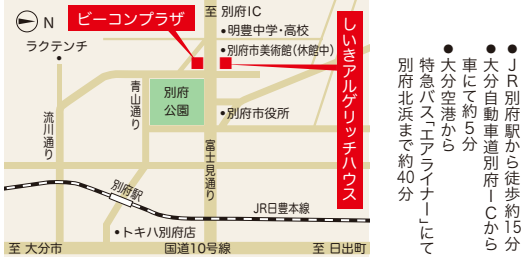 N
至 別府IC
ビーコンプラザ
•明豊中学・高校
•別府市美術館(休館中)
ラクテンチ
しいきアルゲリッチハウス
別府
公園
青山通り
•別府市役所
流川通り
富士見通り
別府駅
JR日豊本線
•トキハ別府店
至 大分市
国道10号線
至 日出町
●JR別府駅から徒歩約15分
●大分自動車道別府ICから
車にて約5分
●大分空港から
特急バス「エアライナー」にて
別府北浜まで約40分